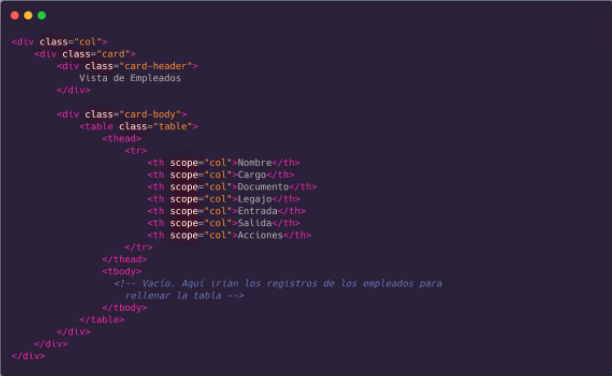 <div class="col">
    <div class="card">
        <div class="card-header">
            Vista de Empleados
        </div>

        <div class="card-body">
            <table class="table">
                <thead>
                    <tr>
                        <th scope="col">Nombre</th>
                        <th scope="col">Cargo</th>
                        <th scope="col">Documento</th>
                        <th scope="col">Legajo</th>
                        <th scope="col">Entrada</th>
                        <th scope="col">Salida</th>
                        <th scope="col">Acciones</th>
                    </tr>
                </thead>
                <tbody>
                  <!-- Vacío. Aquí irían los registros de los empleados para
                    rellenar la tabla -->
                </tbody>
            </table>
        </div>
    </div>
</div>